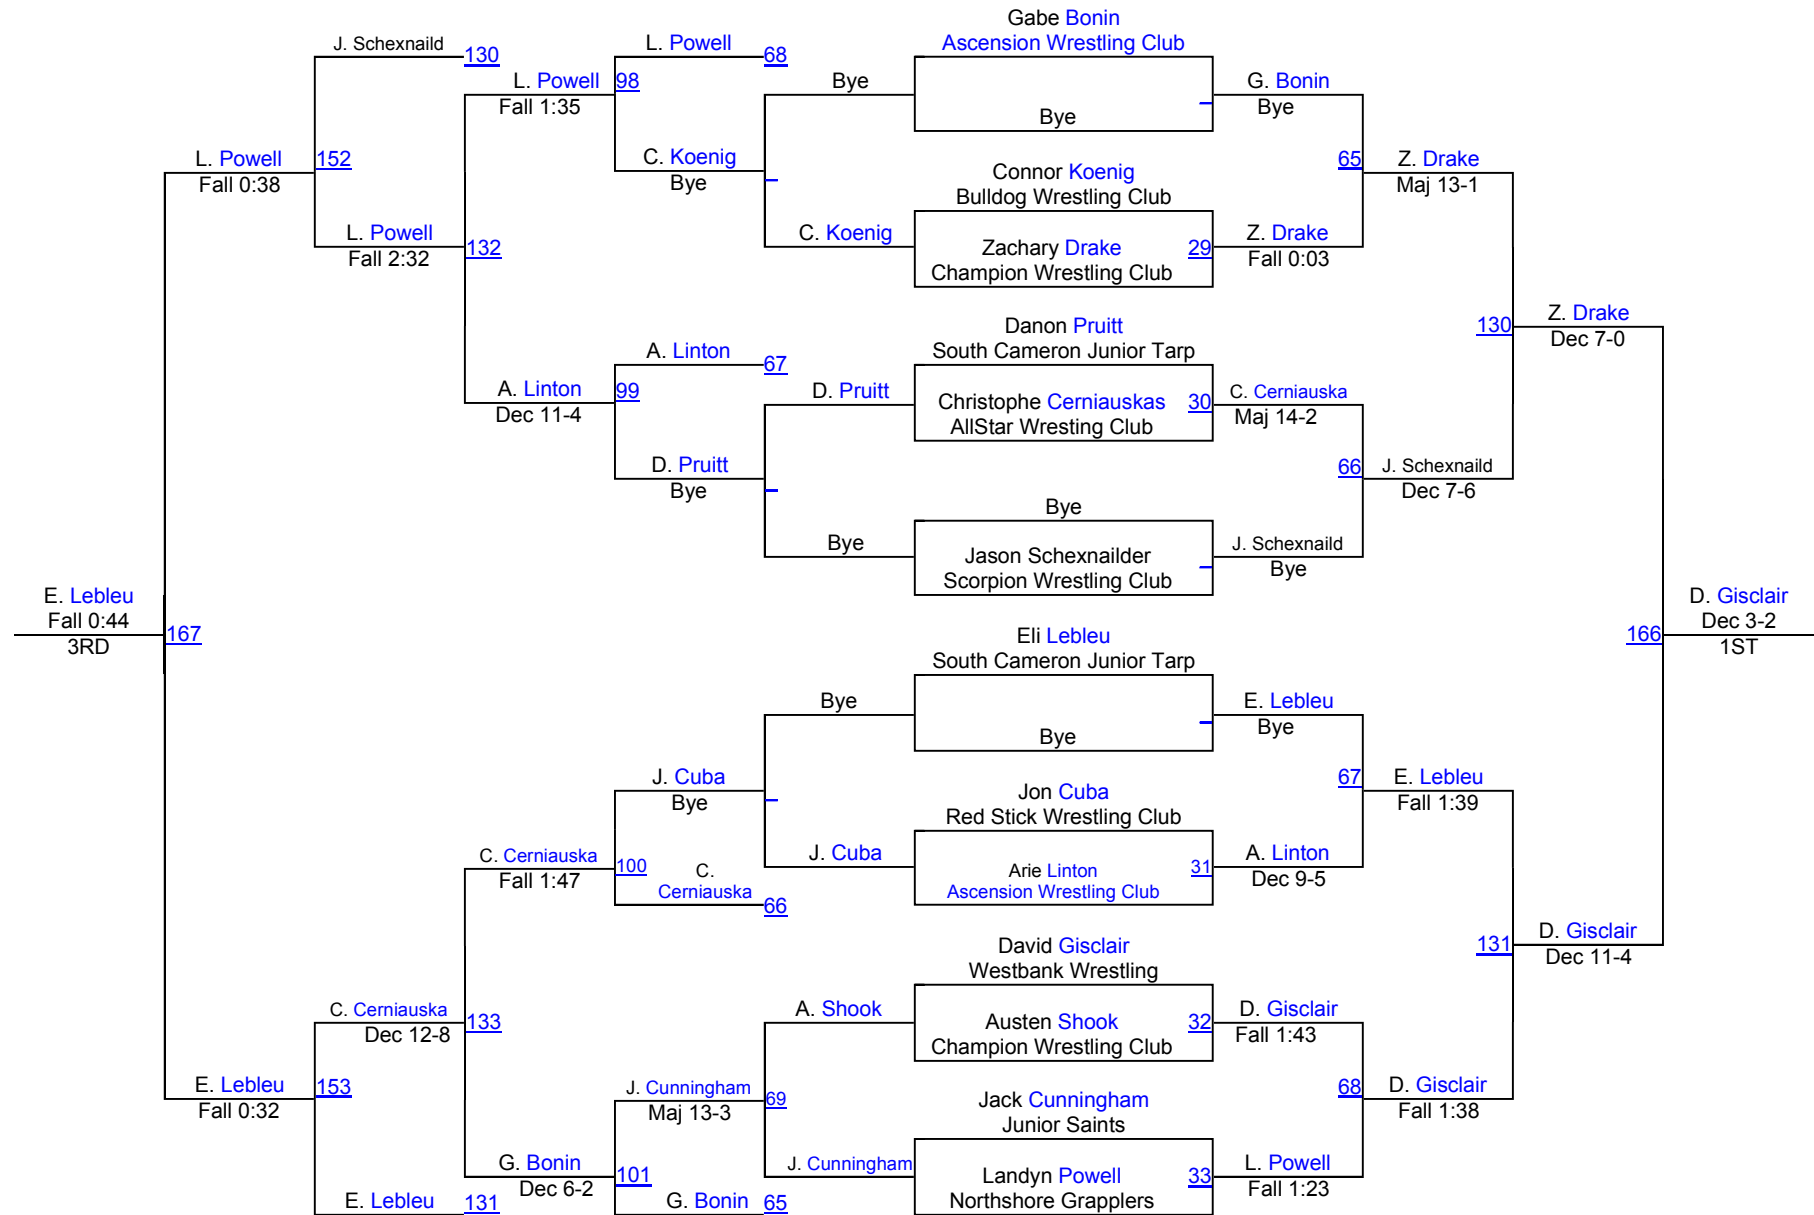 Gabe Bonin
J. Schexnaild
L. Powell
Ascension Wrestling Club
130
68
L. Powell
98
Bye
G. Bonin
Fall 1:35
Bye
Bye
L. Powell
152
C. Koenig
65
Z. Drake
Fall 0:38
Bye
Connor Koenig
Maj 13-1
Bulldog Wrestling Club
L. Powell
132
C. Koenig
Zachary Drake
29
Z. Drake
Fall 2:32
Champion Wrestling Club
Fall 0:03
Danon Pruitt
130
Z. Drake
A. Linton
South Cameron Junior Tarp
Dec 7-0
67
A. Linton
99
D. Pruitt
Christophe Cerniauskas
30
C. Cerniauska
Dec 11-4
AllStar Wresting Club
Maj 14-2
D. Pruitt
66
J. Schexnaild
Bye
Dec 7-6
Bye
Bye
Jason Schexnailder
J. Schexnaild
Scorpion Wrestling Club
Bye
E. Lebleu
D. Gisclair
Fall 0:44
167
Eli Lebleu
166
Dec 3-2
3RD
South Cameron Junior Tarp
1ST
Bye
E. Lebleu
Bye
Bye
J. Cuba
Jon Cuba
67
E. Lebleu
Bye
Red Stick Wrestling Club
Fall 1:39
C. Cerniauska
100
J. Cuba
Arie Linton
31
A. Linton
Fall 1:47
C.
Cerniauska
Ascension Wrestling Club
Dec 9-5
66
David Gisclair
131
D. Gisclair
Westbank Wrestling
Dec 11-4
C. Cerniauska
133
A. Shook
Austen Shook
32
D. Gisclair
Dec 12-8
Champion Wrestling Club
Fall 1:43
E. Lebleu
153
J. Cunningham
69
Jack Cunningham
68
D. Gisclair
Fall 0:32
Maj 13-3
Junior Saints
Fall 1:38
G. Bonin
101
J. Cunningham
Landyn Powell
33
L. Powell
Dec 6-2
Northshore Grapplers
Fall 1:23
E. Lebleu
131
G. Bonin
65